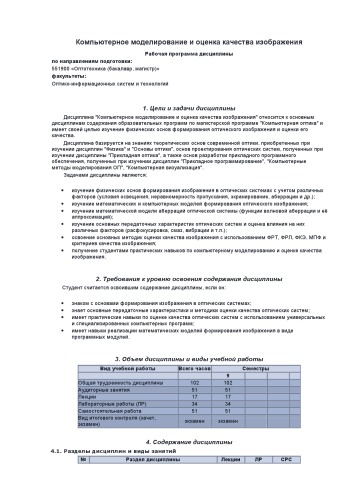 Компьютерное моделирование и оценка качества изображения
Рабочая программа дисциплины
по направлениям подготовки:
551900 «Оптотехника (бакалавр, магистр)»
факультеты:
Оптико-информационных систем и технологий
1. Цели и задачи дисциплины
Дисциплина "Компьютерное моделирование и оценка качества изображения" относится к основным
дисциплинам содержания образовательных программ по магистерской программе "Компьютерная оптика" и
имеет своей целью изучение физических основ формирования оптического изображения и оценки его
качества.
Дисциплина базируется на знаниях теоретических основ современной оптики, приобретенных при
изучении дисциплин "Физика" и "Основы оптики", основ проектирования оптических систем, полученных при
изучении дисциплины "Прикладная оптика", а также основ разработки прикладного программного
обеспечения, полученных при изучении дисциплин "Прикладное программирование", "Компьютерные
методы моделирования ОП", "Компьютерная визуализация".
Задачами дисциплины являются:
• изучение физических основ формирования изображения в оптических системах с учетом различных
факторов (условия освещения, неравномерность пропускания, экранирование, аберрации и др.);
• изучение математических и компьютерных моделей формирования оптического изображения;
• изучение математической модели аберраций оптической системы (функции волновой аберрации и её
аппроксимаций);
• изучение основных передаточных характеристик оптических систем и оценка влияния на них
различных факторов (расфокусировка, смаз, вибрации и т.п.);
• освоение основных методик оценки качества изображения с использованием ФРТ, ФРЛ, ФКЭ, МПФ и
критериев качества изображения;
• получение студентами практических навыков по компьютерному моделированию и оценке качества
изображения.
2. Требования к уровню освоения содержания дисциплины
Студент считается освоившим содержание дисциплины, если он:
• знаком с основами формирования изображения в оптических системах;
• знает основные передаточные характеристики и методики оценки качества оптических систем;
• имеет практические навыки по оценке качества оптических систем с использованием универсальных
и специализированных компьютерных программ;
• имеет навыки реализации математических моделей формирования изображения в виде
программных модулей.
3. Объем дисциплины и виды учебной работы
Вид учебной работы Всего часов Семестры
9
Общая трудоемкость дисциплины 102 102
Аудиторные занятия 51 51
Лекции 17 17
Лабораторные работы (ЛР) 34 34
Самостоятельная работа 51 51
Вид итогового контроля (зачет,
экзамен) экзамен экзамен
4. Содержание дисциплины
4.1. Разделы дисциплин и виды занятий
№ Раздел дисциплины Лекции ЛР СРС